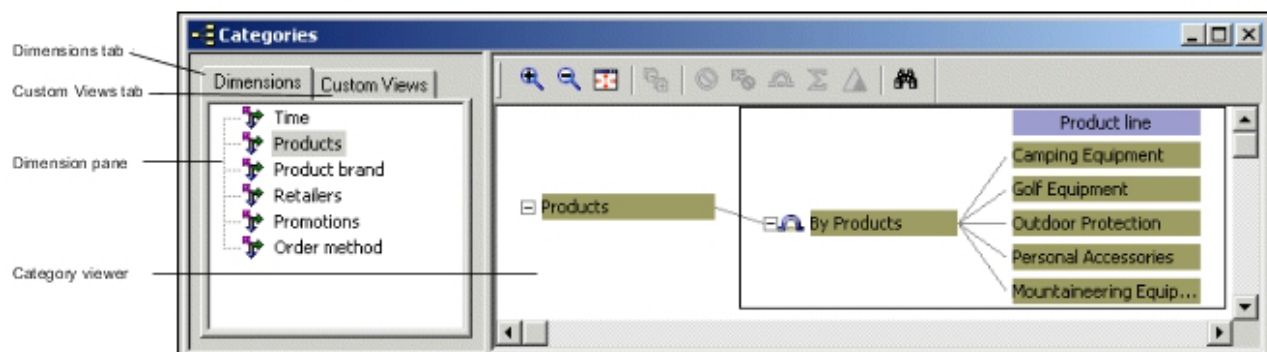 Categories
Dimensions tab
Custom Views tab
Dimension pane
Category viewer
Dimensions
Custom Views
Time
Products
Product brand
Retailers
Promotions
Order method
Products
By Products
Product line
Camping Equipment
Golf Equipment
Outdoor Protection
Personal Accessories
Mountaineering Equip...